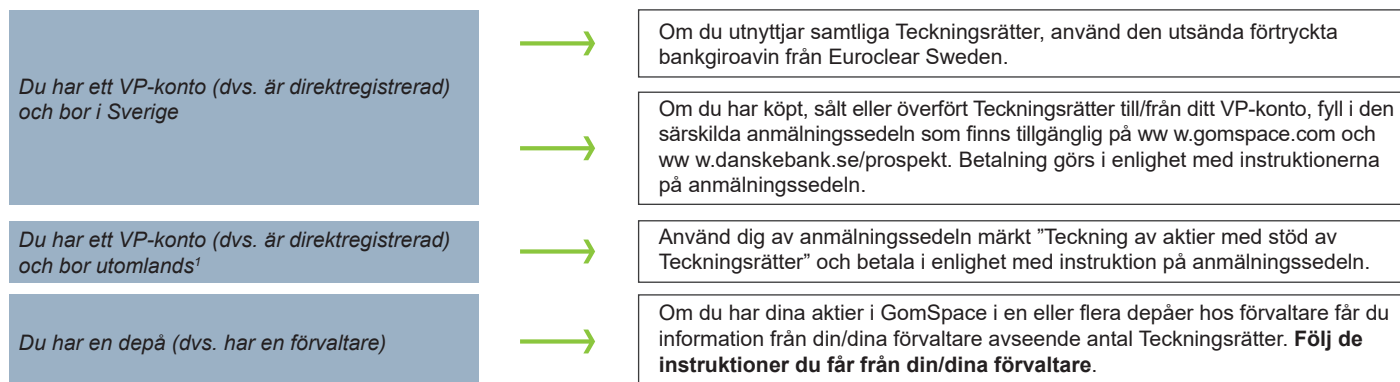 Du har ett VP-konto (dvs. är direktregistrerad)
och bor i Sverige
Om du utnyttjar samtliga Teckningsrätter, använd den utsända förtryckta
bankgiroavin från Euroclear Sweden.
Om du har köpt, sålt eller överfört Teckningsrätter till/från ditt VP-konto, fyll i den
särskilda anmälningssedeln som finns tillgänglig på ww w.gomspace.com och
ww w.danskebank.se/prospekt. Betalning görs i enlighet med instruktionerna
på anmälningssedeln.
Du har ett VP-konto (dvs. är direktregistrerad)
och bor utomlands¹
Använd dig av anmälningssedeln märkt ”Teckning av aktier med stöd av
Teckningsrätter” och betala i enlighet med instruktion på anmälningssedeln.
Du har en depå (dvs. har en förvaltare)
Om du har dina aktier i GomSpace i en eller flera depåer hos förvaltare får du
information från din/dina förvaltare avseende antal Teckningsrätter. Följ de
instruktioner du får från din/dina förvaltare.